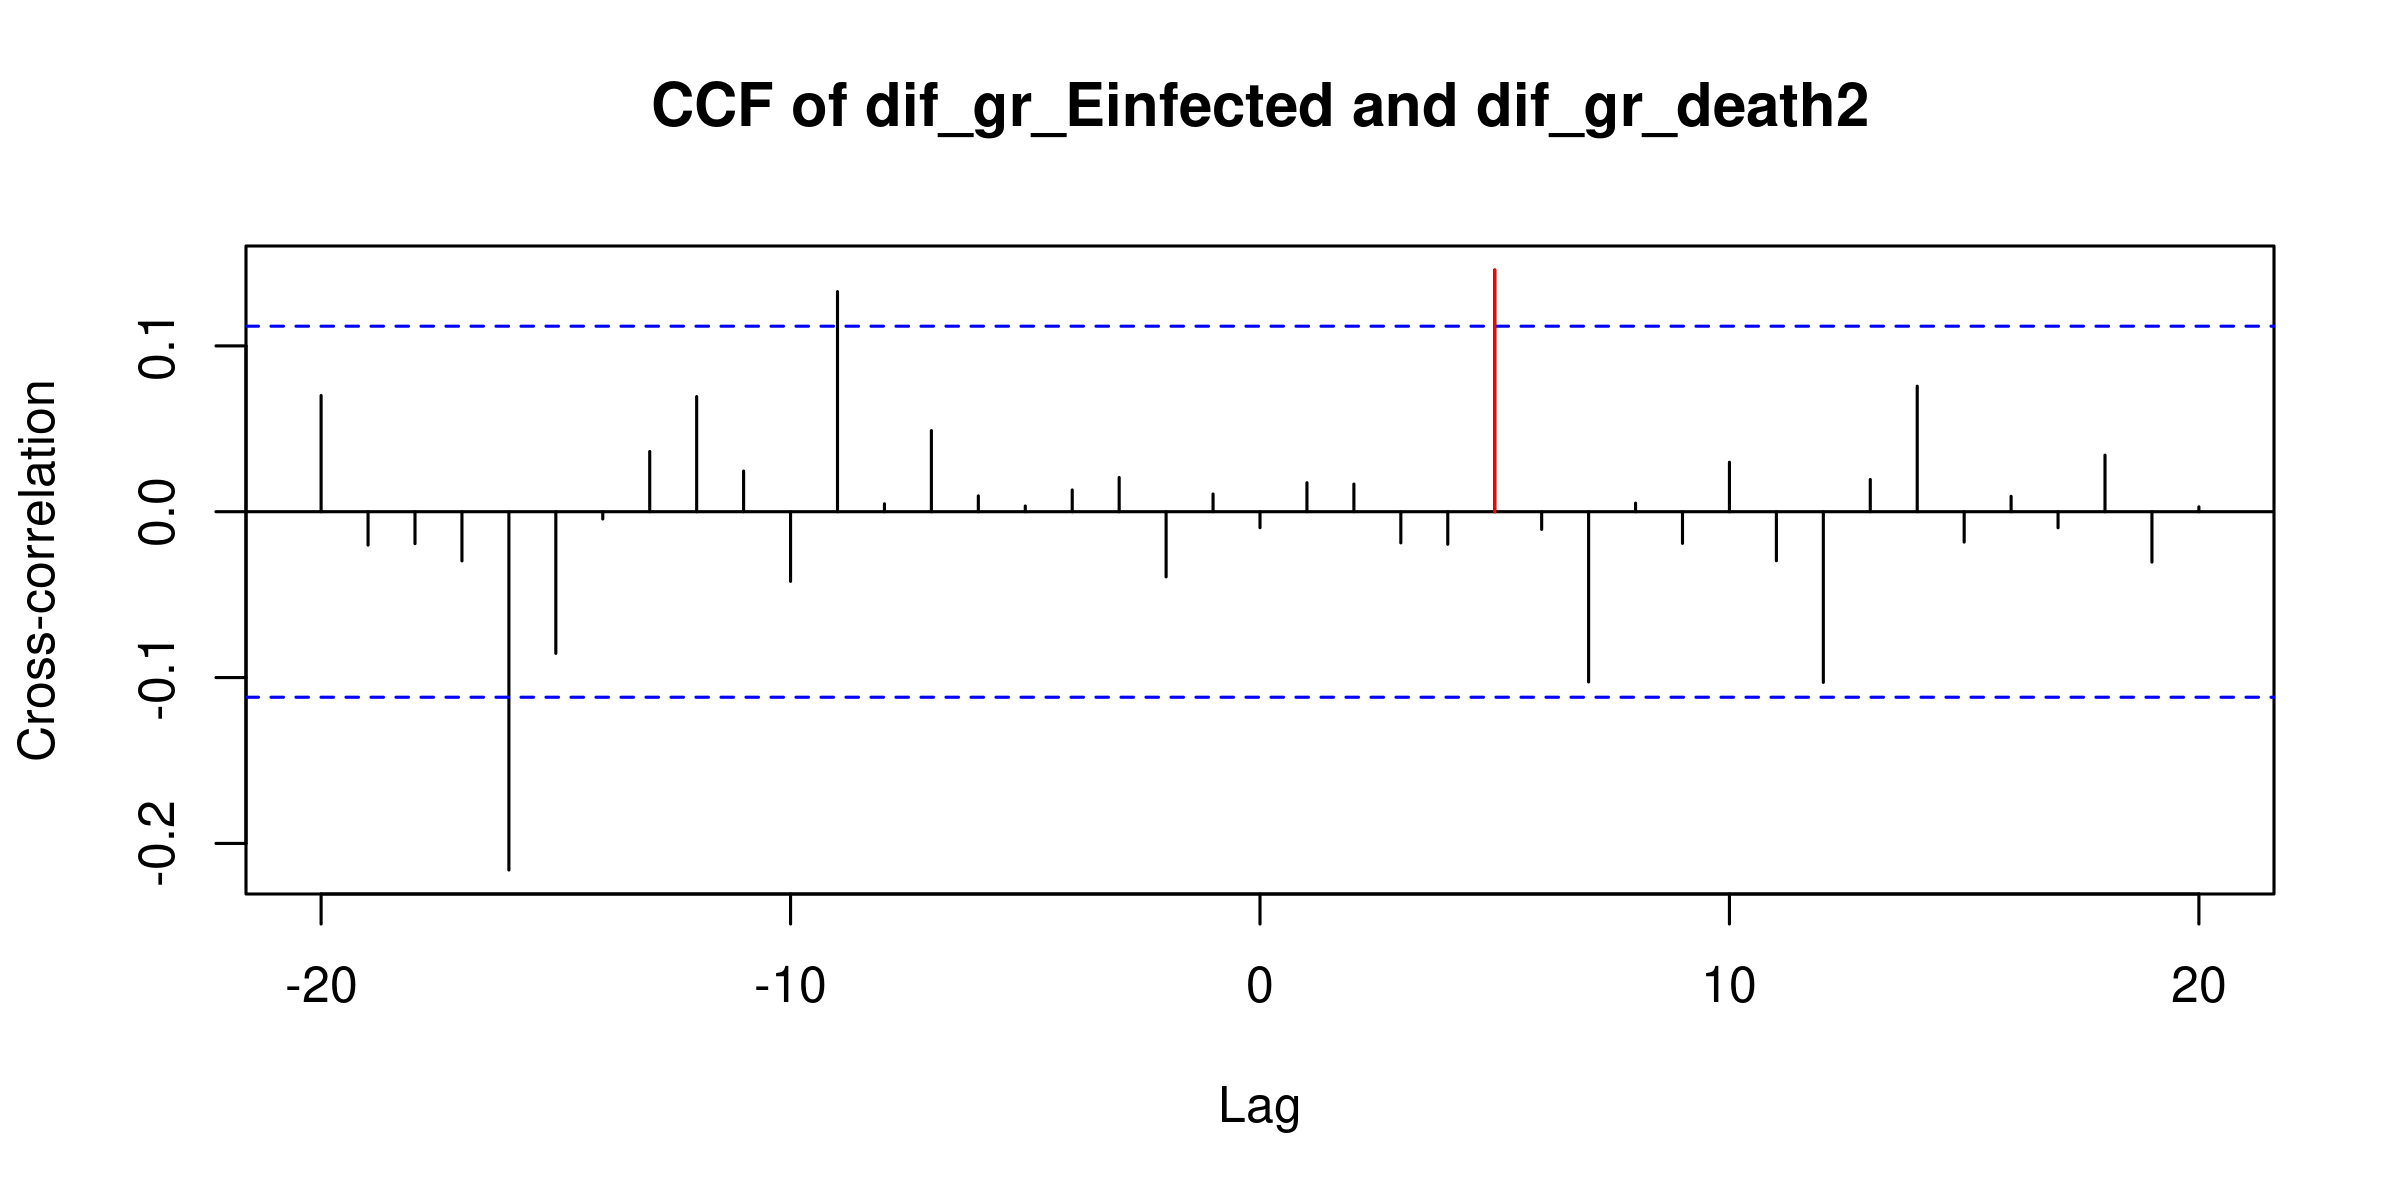 CCF of dif_gr_Einfected and dif_gr_death2
Cross-correlation
0.1
0.0
-0.1
-0.2
-20 -10 0 10 20
Lag